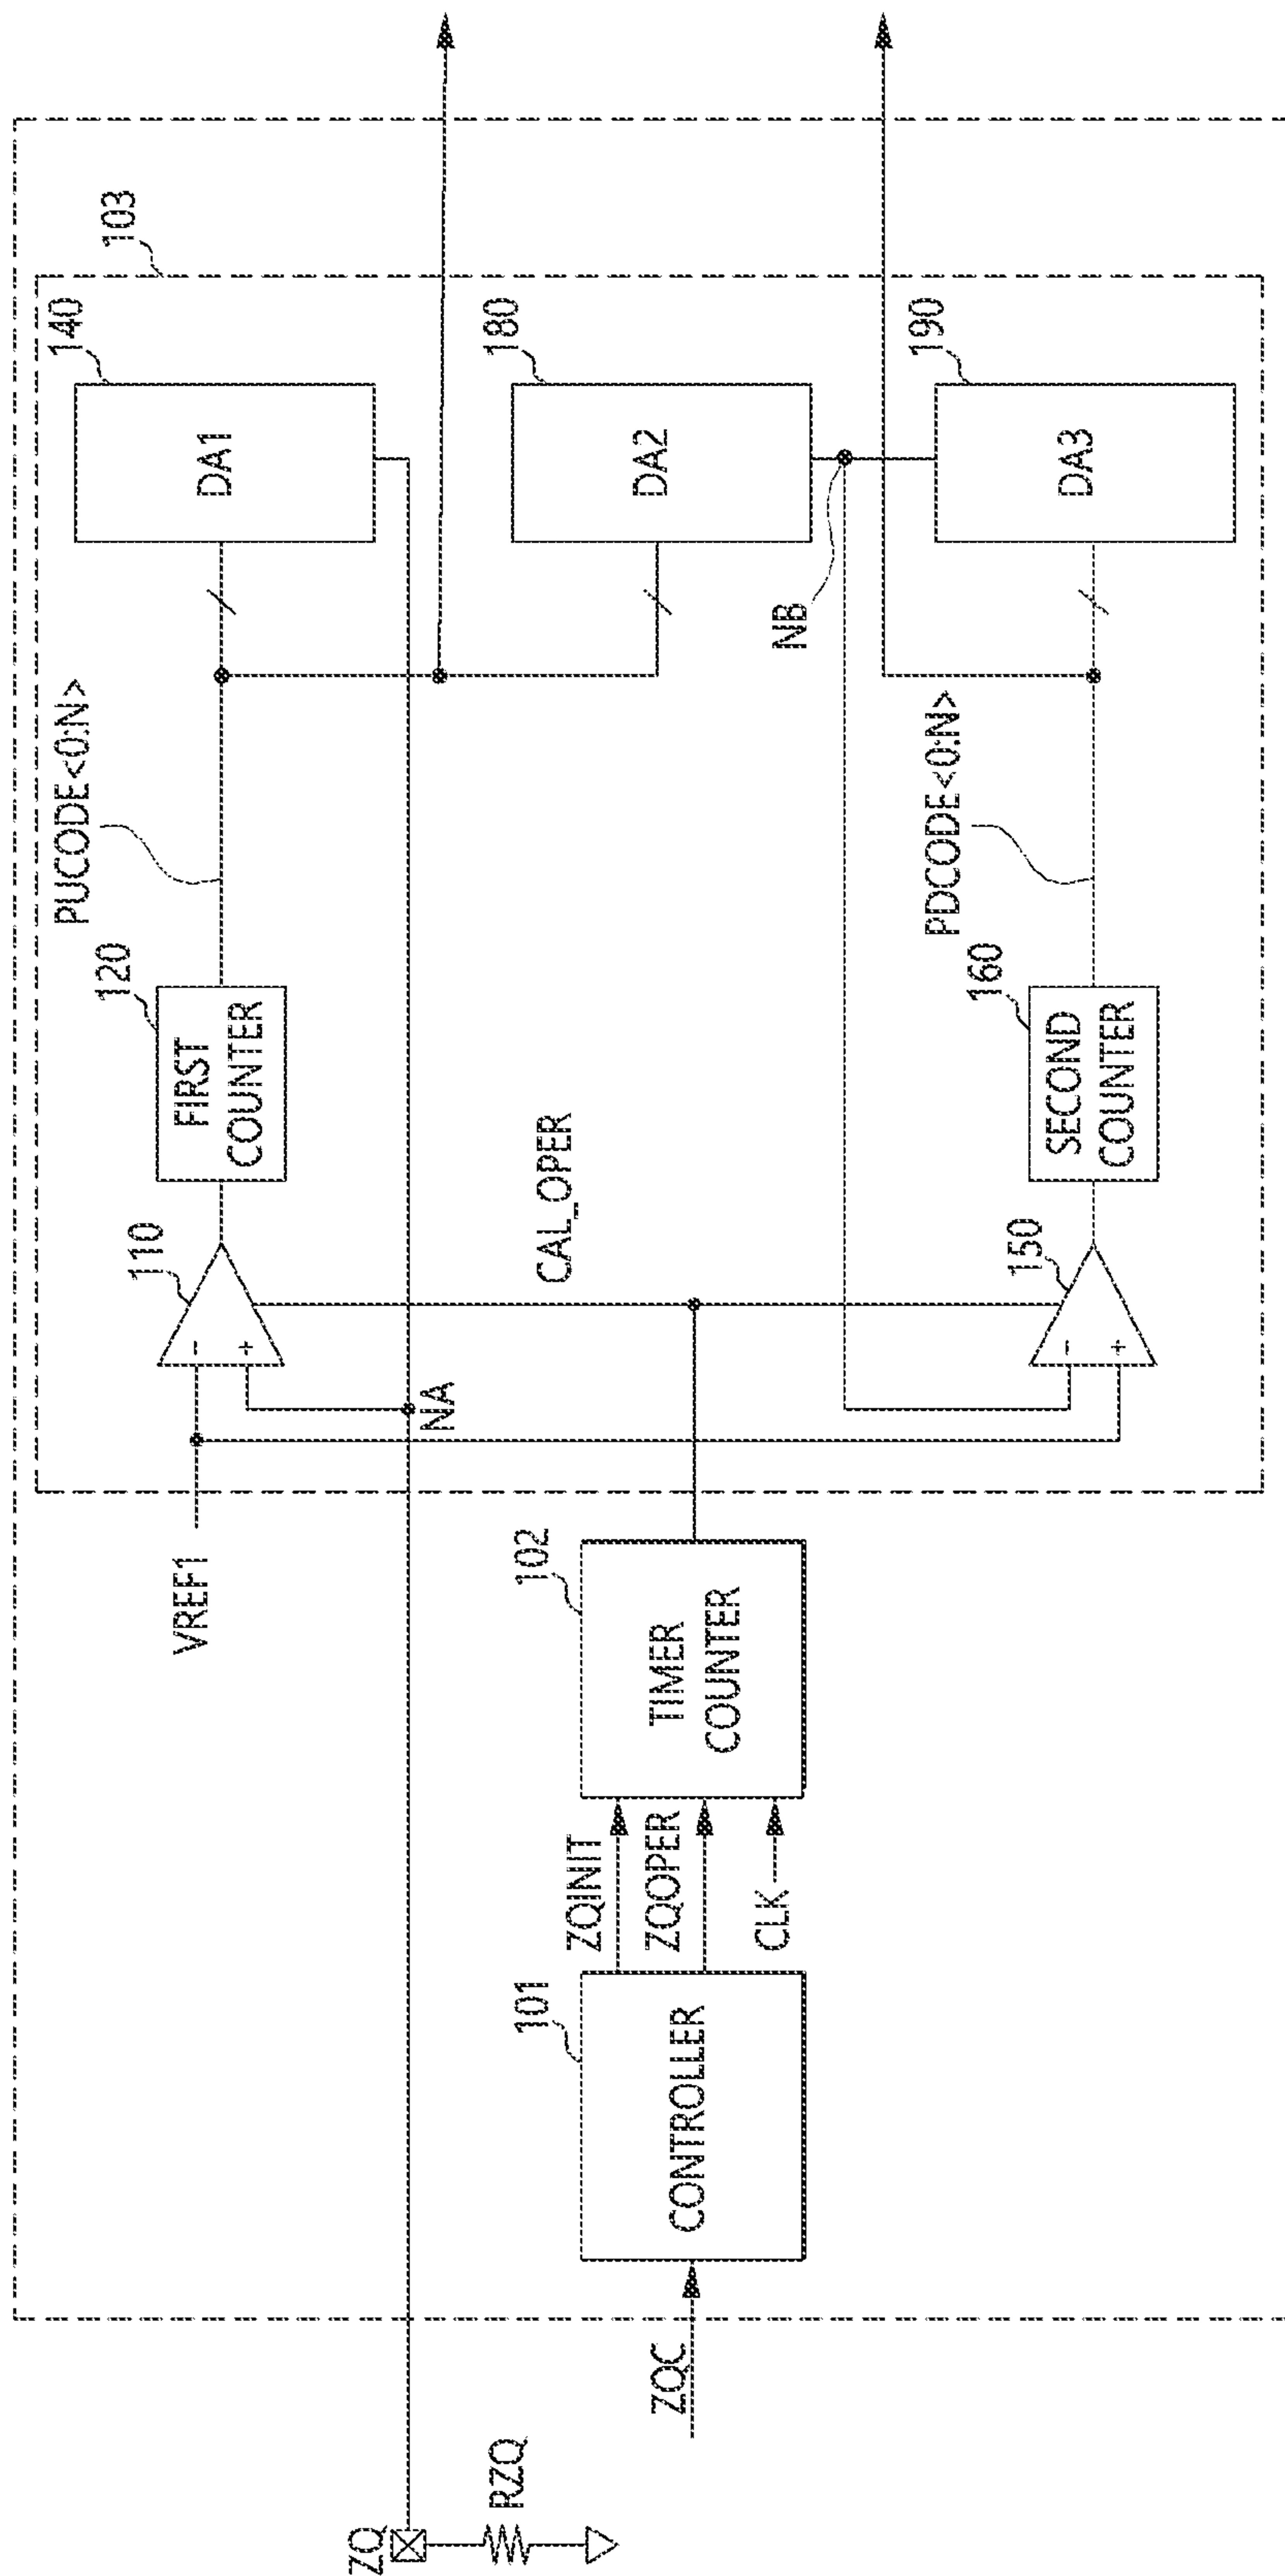 103
140
DA1
180
DA2
190
DA3
NB
PUCODE<0:N>
PDCODE<0:N>
120
FIRST
COUNTER
160
SECOND
COUNTER
110
-
+
CAL_OPER
150
-
+
NA
VREF1
102
TIMER
COUNTER
ZQINIT
ZQOPER
CLK
101
CONTROLLER
ZQC
ZQ
RZQ